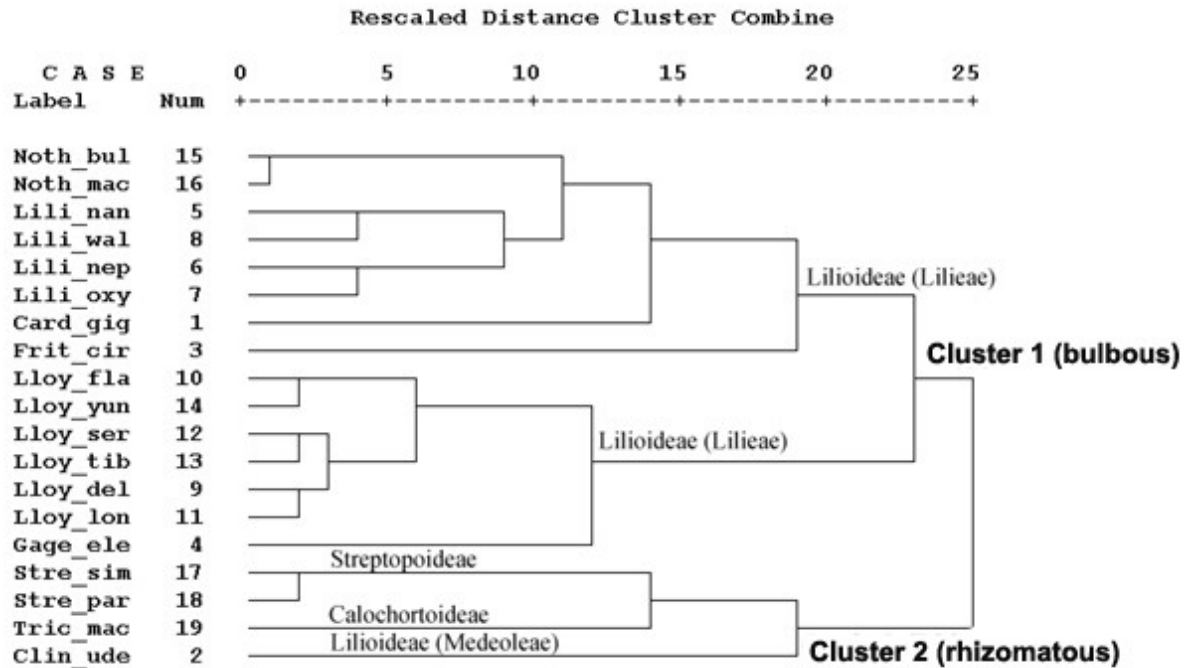 Rescaled Distance Cluster Combine
C A S E 0 5 10 15 20 25
Label Num +---------+---------+---------+---------+---------+
Noth_bul 15
Noth_mac 16
Lili_nan 5
Lili_wal 8
Lili_nep 6
Lili_oxy 7
Lilioideae (Lilieae)
Card_gig 1
Frit_cir 3
Cluster 1 (bulbous)
Lloy_fla 10
Lloy_yun 14
Lloy_ser 12
Lilioideae (Lilieae)
Lloy_tib 13
Lloy_del 9
Lloy_lon 11
Gage_ele 4
Streptopoideae
Stre_sim 17
Stre_par 18
Calochortoideae
Tric_mac 19
Lilioideae (Medeoleae)
Clin_ude 2
Cluster 2 (rhizomatous)